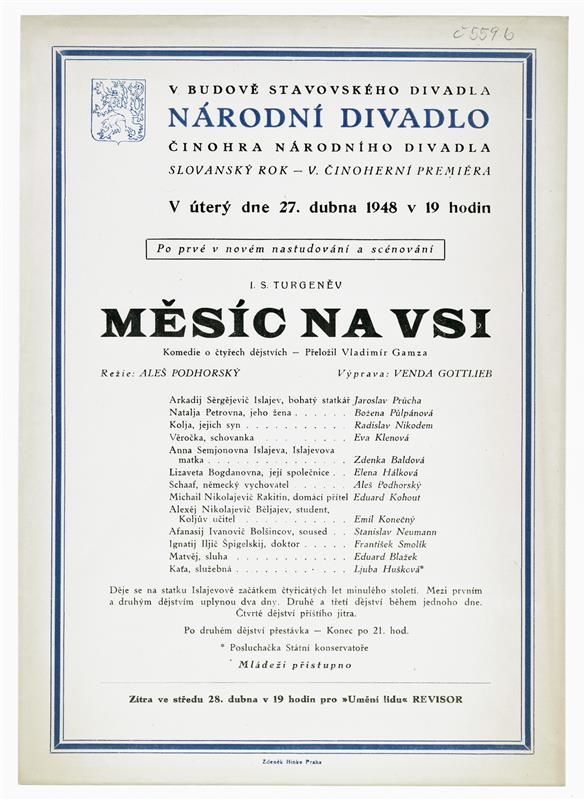 č 559 b
V BUDOVĚ STAVOVSKÉHO DIVADLA
NÁRODNÍ DIVADLO
ČINOHRA NÁRODNÍHO DIVADLA
SLOVANSKÝ ROK — V. ČINOHERNÍ PREMIÉRA
V úterý dne 27. dubna 1948 v 19 hodin
Po prvé v novém nastudování a scénování
I. S. TURGENĚV
MĚSÍC NA VSI
Komedie o čtyřech dějstvích — Přeložil Vladimír Gamza
Režie: ALEŠ PODHORSKÝ Výprava: VENDA GOTTLIEB
Arkadij Sěrgějevič Islajev, bohatý statkář Jaroslav Průcha
Natalja Petrovna, jeho žena . . . . . . Božena Půlpánová
Kolja, jejich syn . . . . . . . . . . . Radislav Nikodem
Věročka, schovanka . . . . . . . . . Eva Klenová
Anna Semjonovna Islajeva, Islajevova
matka . . . . . . . . . . . . . . . Zdenka Baldová
Lizaveta Bogdanovna, její společnice . . Elena Hálková
Schaaf, německý vychovatel . . . . . . Aleš Podhorský
Michail Nikolajevič Rakitin, domácí přítel Eduard Kohout
Alexěj Nikolajevič Běljajev, student,
Koljův učitel . . . . . . . . . . . Emil Konečný
Afanasij Ivanovič Bolšincov, soused . . Stanislav Neumann
Ignatij Iljič Špigelskij, doktor . . . . . František Smolík
Matvěj, sluha . . . . . . . . . . . . Eduard Blažek
Kaťa, služebná . . . . . . . . . . . Ljuba Hušková*
Děje se na statku Islajevově začátkem čtyřicátých let minulého století. Mezi prvním
a druhým dějstvím uplynou dva dny. Druhé a třetí dějství během jednoho dne.
Čtvrté dějství příštího jitra.
Po druhém dějství přestávka — Konec po 21. hod.
* Posluchačka Státní konservatoře
Mládeži přístupno
Zítra ve středu 28. dubna v 19 hodin pro »Umění lidu« REVISOR
Zdeněk Hinke Praha